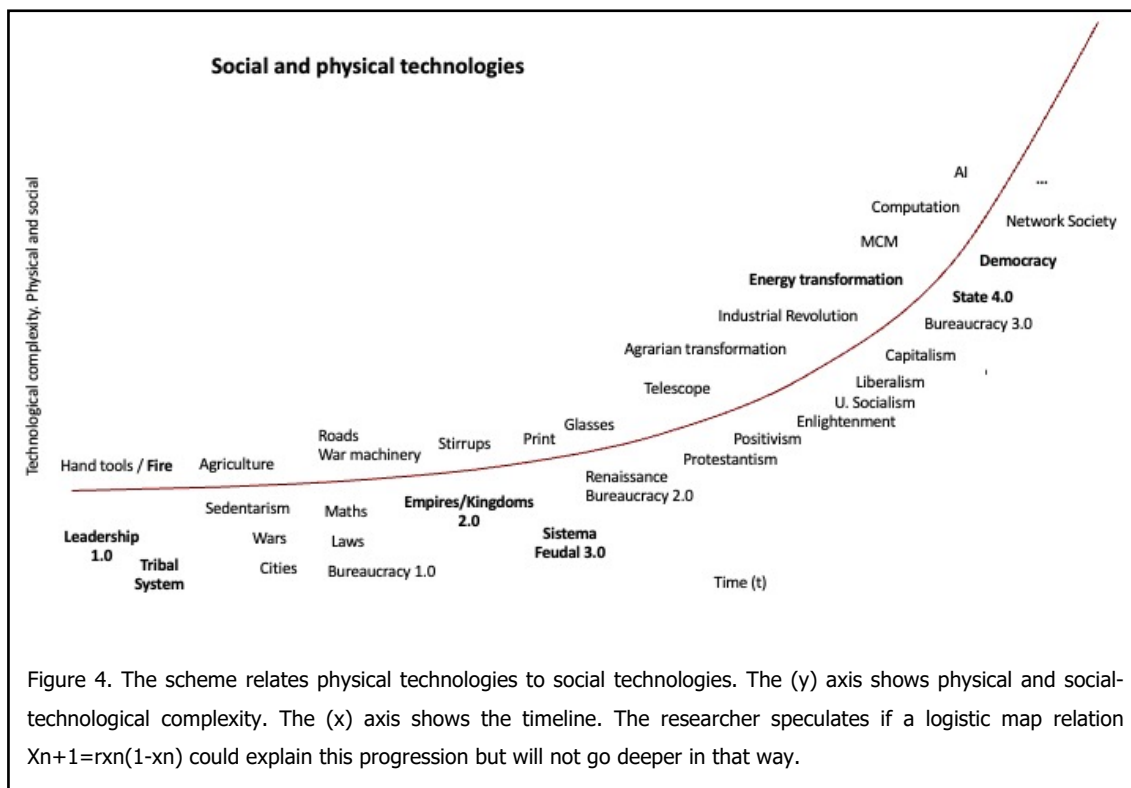 Social and physical technologies
Technological complexity. Physical and social
AI
...
Computation
Network Society
MCM
Democracy
Energy transformation
State 4.0
Industrial Revolution
Bureaucracy 3.0
Agrarian transformation
Capitalism
Telescope
Liberalism
U. Socialism
Glasses
Enlightenment
Roads
War machinery
Stirrups
Print
Positivism
Protestantism
Hand tools / Fire
Agriculture
Renaissance
Bureaucracy 2.0
Sedentarism
Maths
Empires/Kingdoms
2.0
Leadership
1.0
Wars
Laws
Sistema
Feudal 3.0
Tribal
System
Cities
Bureaucracy 1.0
Time (t)
Figure 4. The scheme relates physical technologies to social technologies. The (y) axis shows physical and social-
technological complexity. The (x) axis shows the timeline. The researcher speculates if a logistic map relation
Xn+1=rxn(1-xn) could explain this progression but will not go deeper in that way.